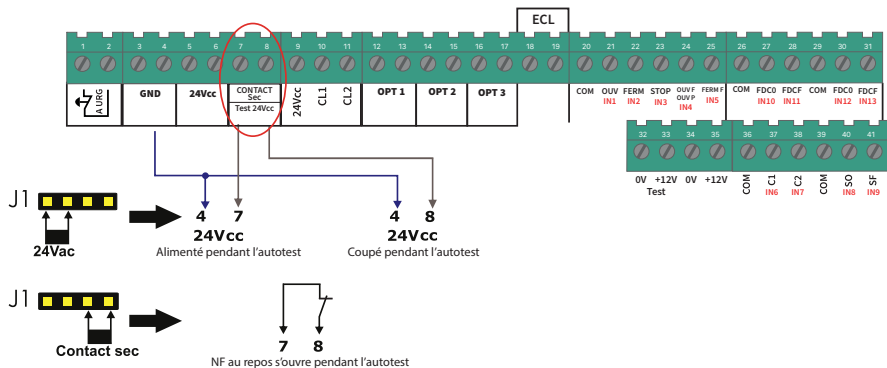 ECL
1 2 3 4 5 6 7 8 9 10 11 12 13 14 15 16 17 18 19 20 21 22 23 24 25 26 27 28 29 30 31
A URG
GND
24Vcc
CONTACT
Sec
Test 24Vcc
24Vcc
CL1
CL2
OPT 1
OPT 2
OPT 3
COM OUV FERM STOP OUV F FERM F COM FDC0 FDCF COM FDC0 FDCF
OUV P
IN1 IN2 IN3 IN4 IN5 IN10 IN11 IN12 IN13
32 33 34 35 36 37 38 39 40 41
0V +12V 0V +12V
Test
COM
C1
IN6
C2
IN7
COM
SO
IN8
SF
IN9
J1
24Vac
4 7
24Vcc
Alimenté pendant l'autotest
4 8
24Vcc
Coupé pendant l'autotest
J1
Contact sec
7 8
NF au repos s'ouvre pendant l'autotest